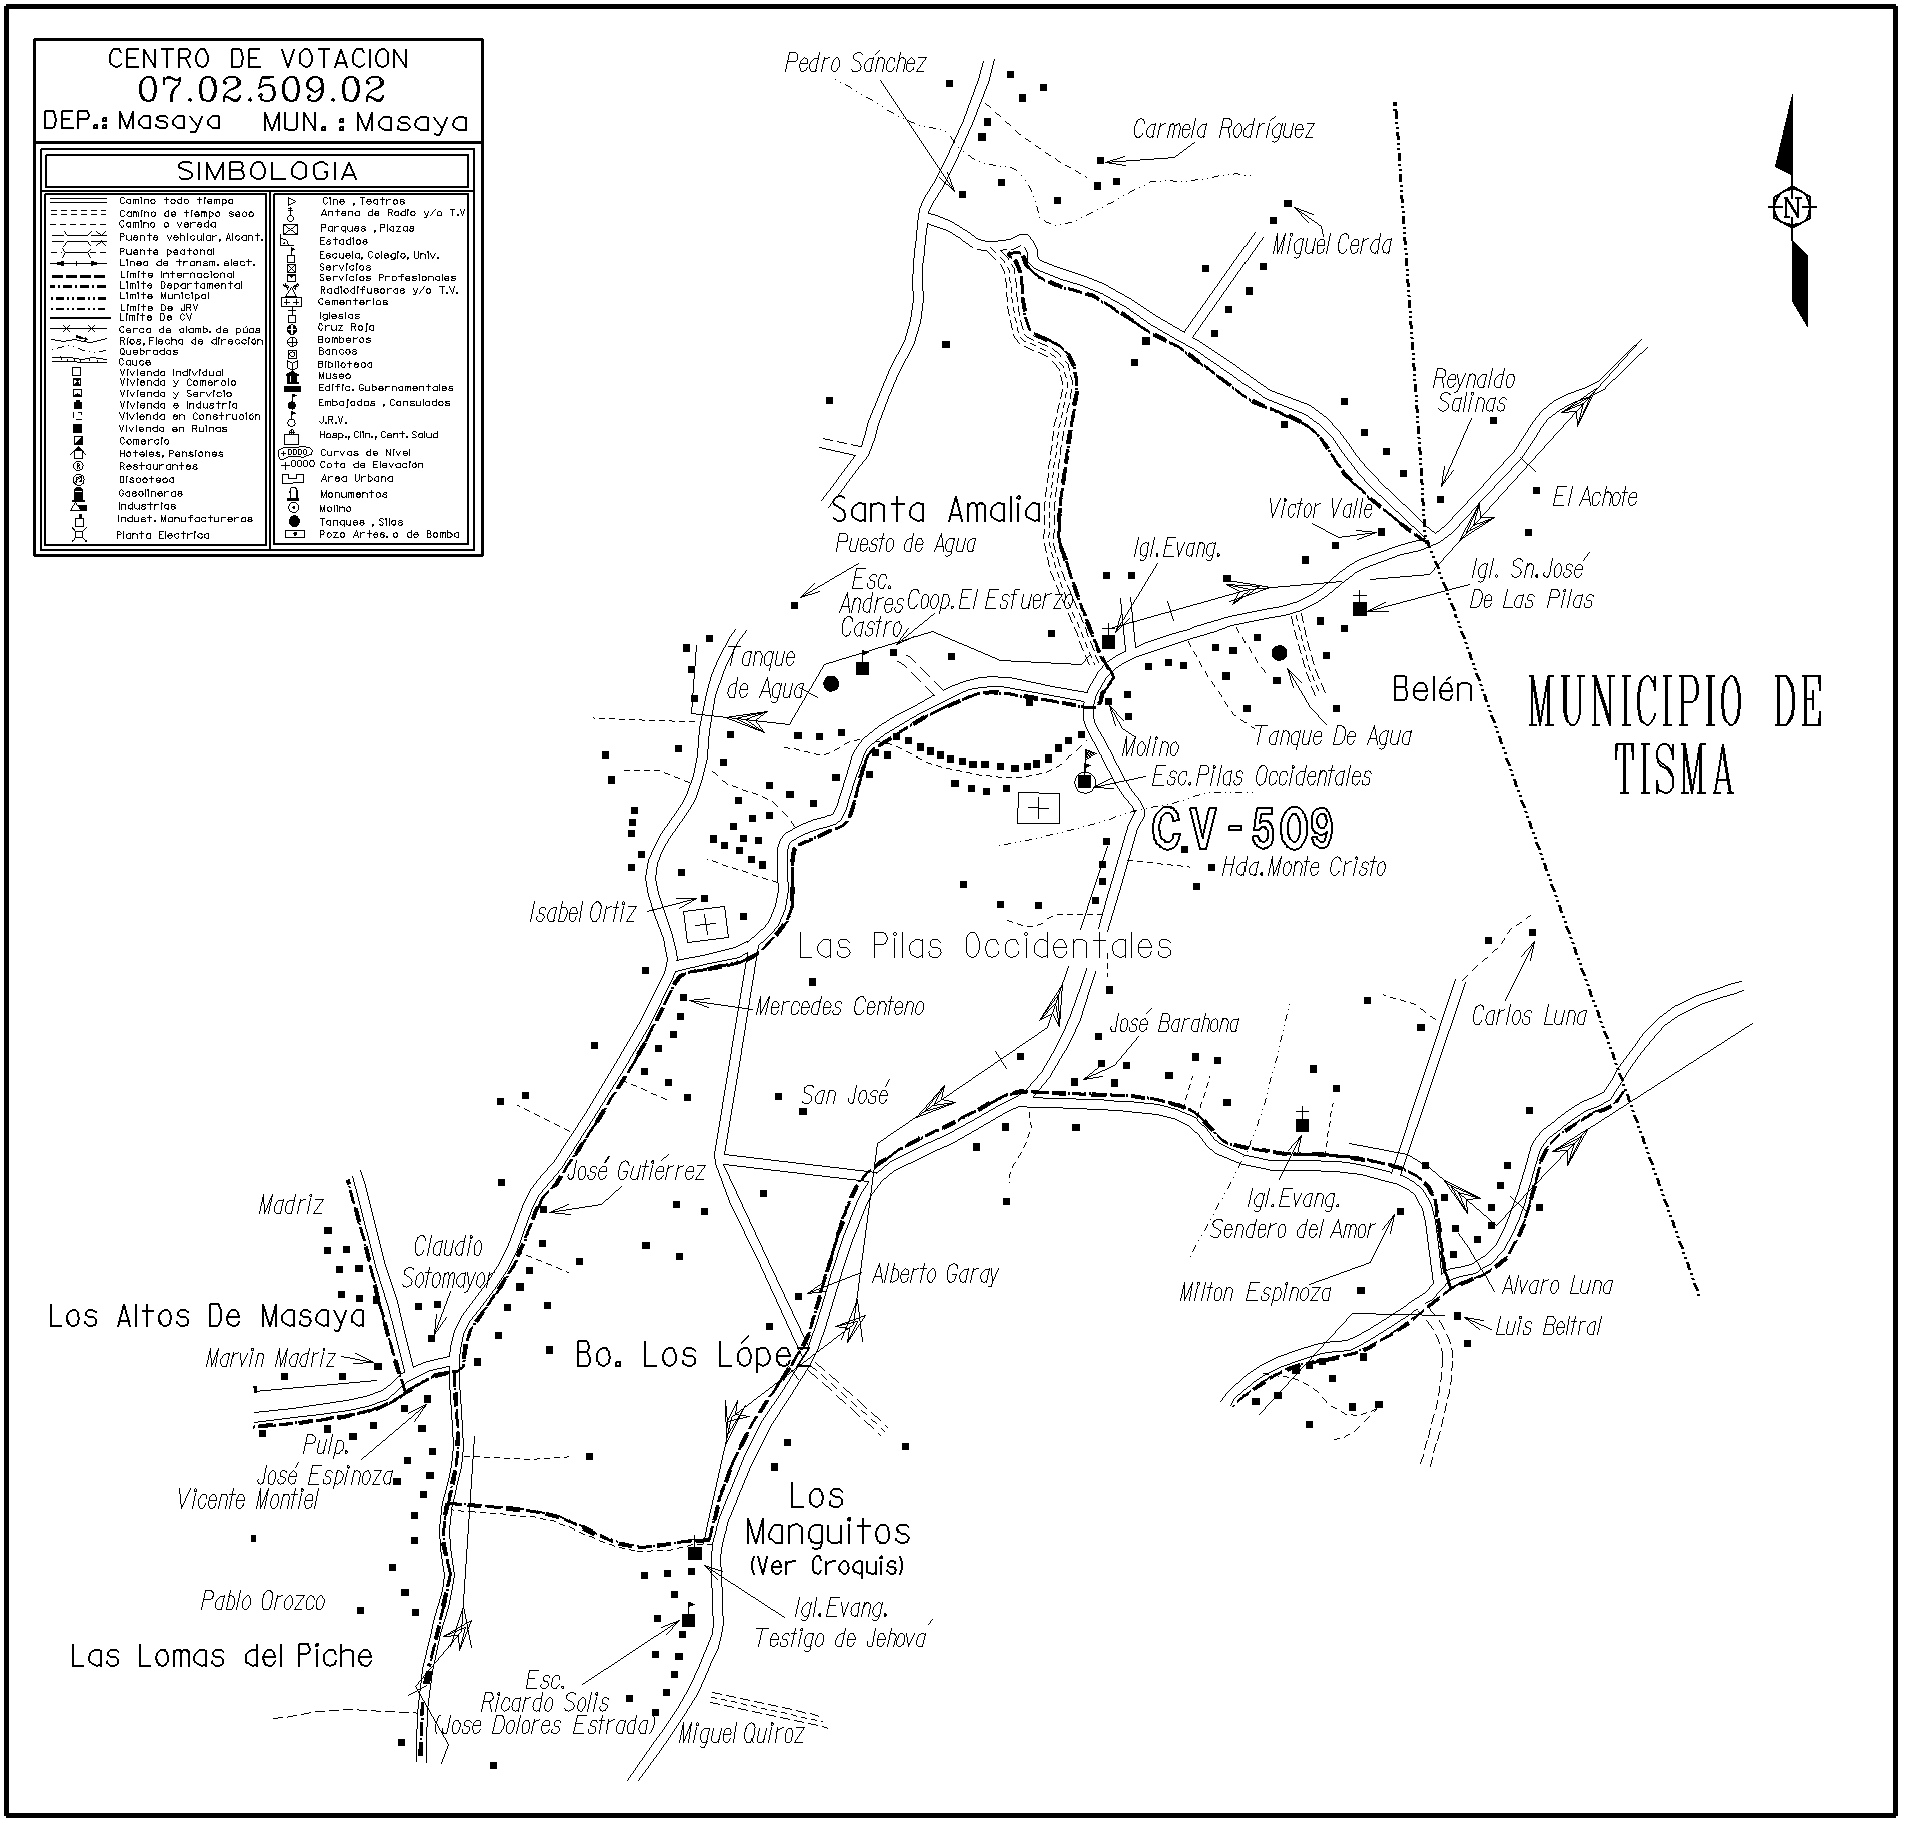 CENTRO DE VOTACION
07.02.509.02
DEP.: Masaya MUN. : Masaya
SIMBOLOGIA
Camino todo tiempo
Camino de tiempo seco
Camino o vereda
Puente vehicular, Alcant.
Puente peatonal
Linea de transm. elect.
Limite Internacional
Limite Departamental
Limite Municipal
Limite De JRV
Limite De CV
Cerca de alamb. de púas
Rios, Flecha de dirección
Quebradas
Cauce
Vivienda Individual
Vivienda y Comercio
Vivienda y Servicio
Vivienda e Industria
Vivienda en Construción
Vivienda en Ruinas
Comercio
Hoteles, Pensiones
Restaurantes
Discoteca
Gasolineras
Industrias
Indust. Manufactureras
Planta Electrica
Cine , Teatros
Antena de Radio y/o T.V
Parques , Plazas
Estadios
Escuela, Colegio, Univ.
Servicios
Servicios Profesionales
Radiodifusoras y/o T.V.
Cementerios
Iglesias
Cruz Roja
Bomberos
Bancos
Biblioteca
Museo
Edific. Gubernamentales
Embajadas , Consulados
J.R.V.
Hosp., Clin., Cent. Salud
Curvas de Nivel
Cota de Elevación
Area Urbana
Monumentos
Molino
Tanques , Silos
Pozo Artes. o de Bomba
Pedro Sánchez
Carmela Rodríguez
N
Miguel Cerda
Reynaldo
Salinas
El Achote
Victor Valle
Santa Amalia
Puesto de Agua
Igl.Evang.
Igl. Sn.José
De Las Pilas
Esc.
Andres
Castro
Coop.El Esfuerzo
Tanque
de Agua
Belén
MUNICIPIO DE
TISMA
Tanque De Agua
Molino
Esc.Pilas Occidentales
CV-509
Hda.Monte Cristo
Isabel Ortiz
Las Pilas Occidentales
Mercedes Centeno
Carlos Luna
José Barahona
San José
José Gutiérrez
Madriz
Igl.Evang.
Sendero del Amor
Claudio
Sotomayor
Alberto Garay
Milton Espinoza
Alvaro Luna
Los Altos De Masaya
Luis Beltral
Marvin Madriz
Bo. Los López
Pulp.
José Espinoza
Vicente Montiel
Los
Manguitos
(Ver Croquis)
Pablo Orozco
Igl.Evang.
Testigo de Jehová
Las Lomas del Piche
Esc.
Ricardo Solis
(Jose Dolores Estrada)
Miguel Quiroz